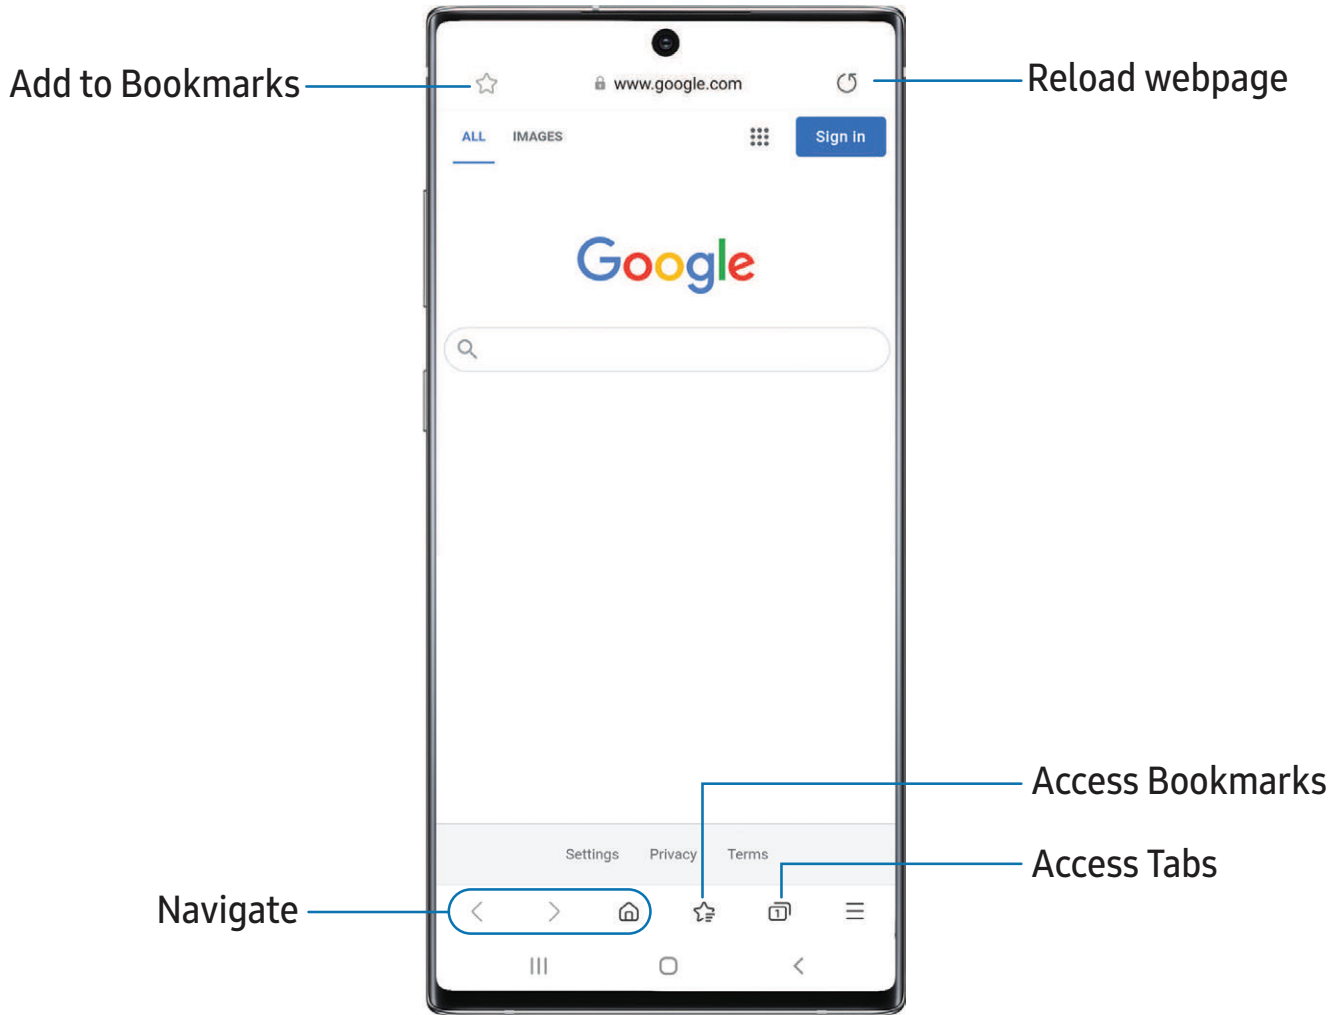 Add to Bookmarks
www.google.com
Reload webpage
ALL IMAGES
Sign in
Google
Access Bookmarks
Settings Privacy Terms
Access Tabs
Navigate
1